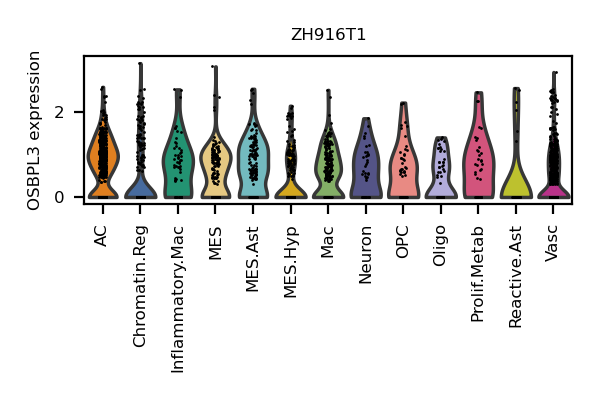 ZH916T1
OSBPL3 expression
2
0
AC
Chromatin.Reg
Inflammatory.Mac
MES
MES.Ast
MES.Hyp
Mac
Neuron
OPC
Oligo
Prolif.Metab
Reactive.Ast
Vasc